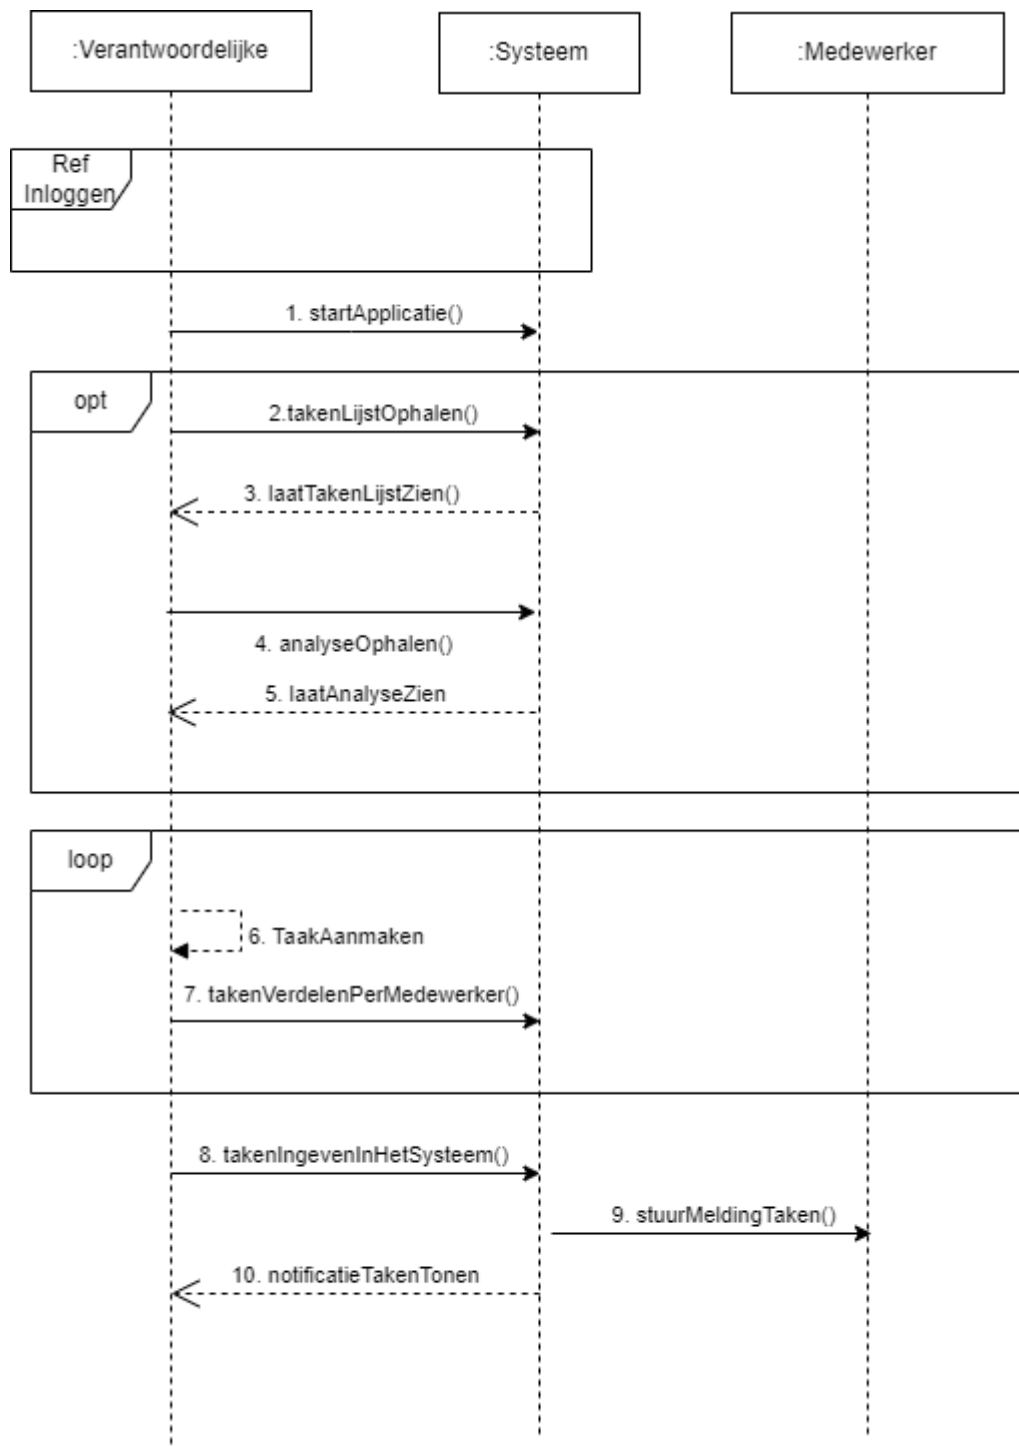 :Verantwoordelijke
:Systeem
:Medewerker
Ref
Inloggen
1. startApplicatie()
opt
2.takenLijstOphalen()
3. laatTakenLijstZien()
4. analyseOphalen()
5. laatAnalyseZien
loop
6. TaakAanmaken
7. takenVerdelenPerMedewerker()
8. takenIngevenInHetSysteem()
9. stuurMeldingTaken()
10. notificatieTakenTonen